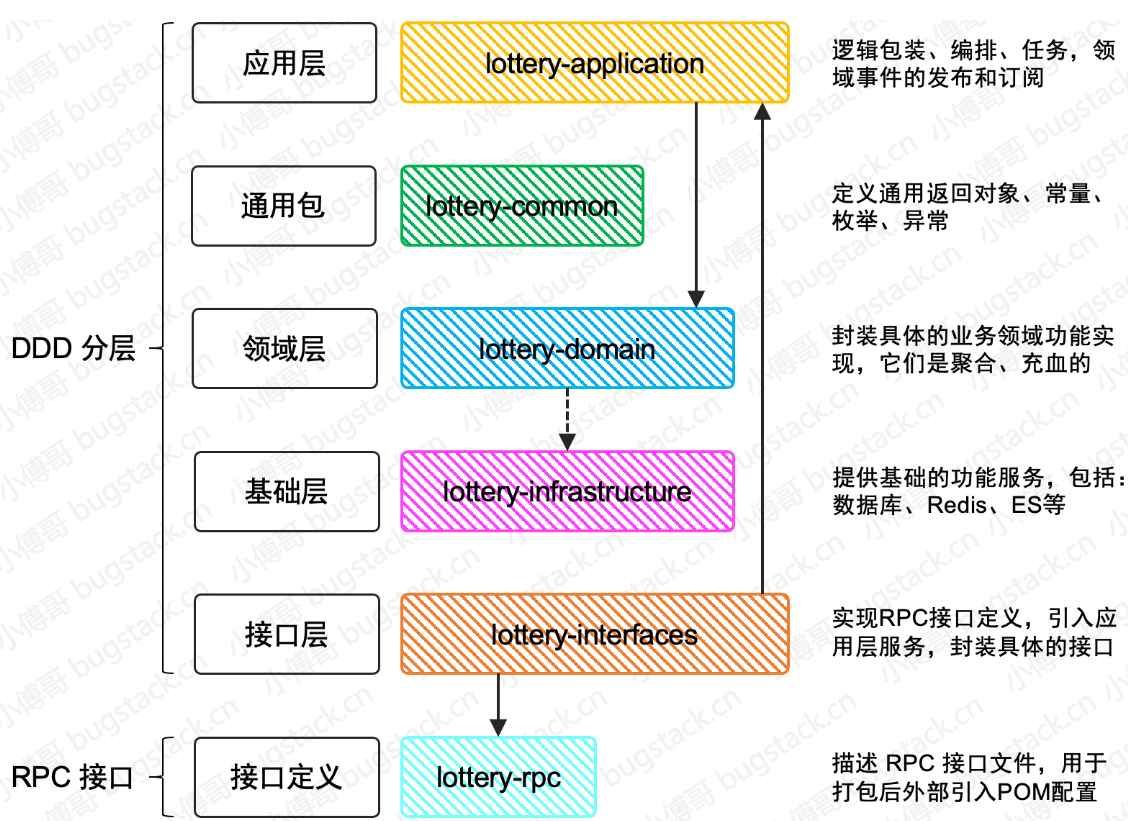 应用层
lottery-application
逻辑包装、编排、任务，领
域事件的发布和订阅
通用包
lottery-common
定义通用返回对象、常量、
枚举、异常
DDD 分层
领域层
lottery-domain
封装具体的业务领域功能实
现，它们是聚合、充血的
基础层
lottery-infrastructure
提供基础的功能服务，包括：
数据库、Redis、ES等
接口层
lottery-interfaces
实现RPC接口定义，引入应
用层服务，封装具体的接口
RPC 接口
接口定义
lottery-rpc
描述 RPC 接口文件，用于
打包后外部引入POM配置
小傅哥 bugstack.cn